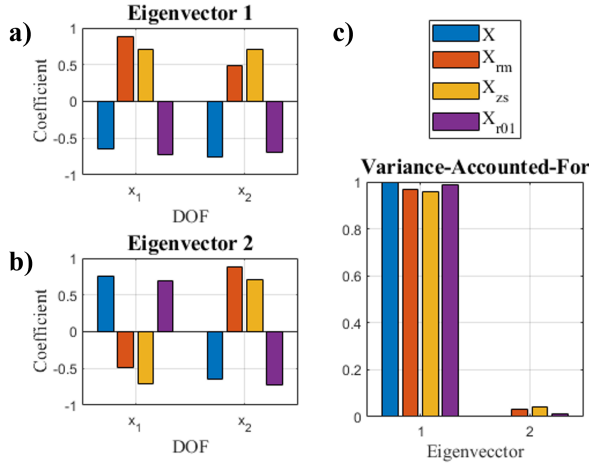 a)
Eigenvector 1
1
0.5
0
-0.5
-1
Coefficient
x1
x2
DOF
b)
Eigenvector 2
1
0.5
0
-0.5
-1
Coefficient
x1
x2
DOF
c)
X
Xrm
Xzs
Xr01
Variance-Accounted-For
1
0.8
0.6
0.4
0.2
0
1
2
Eigenvecctor